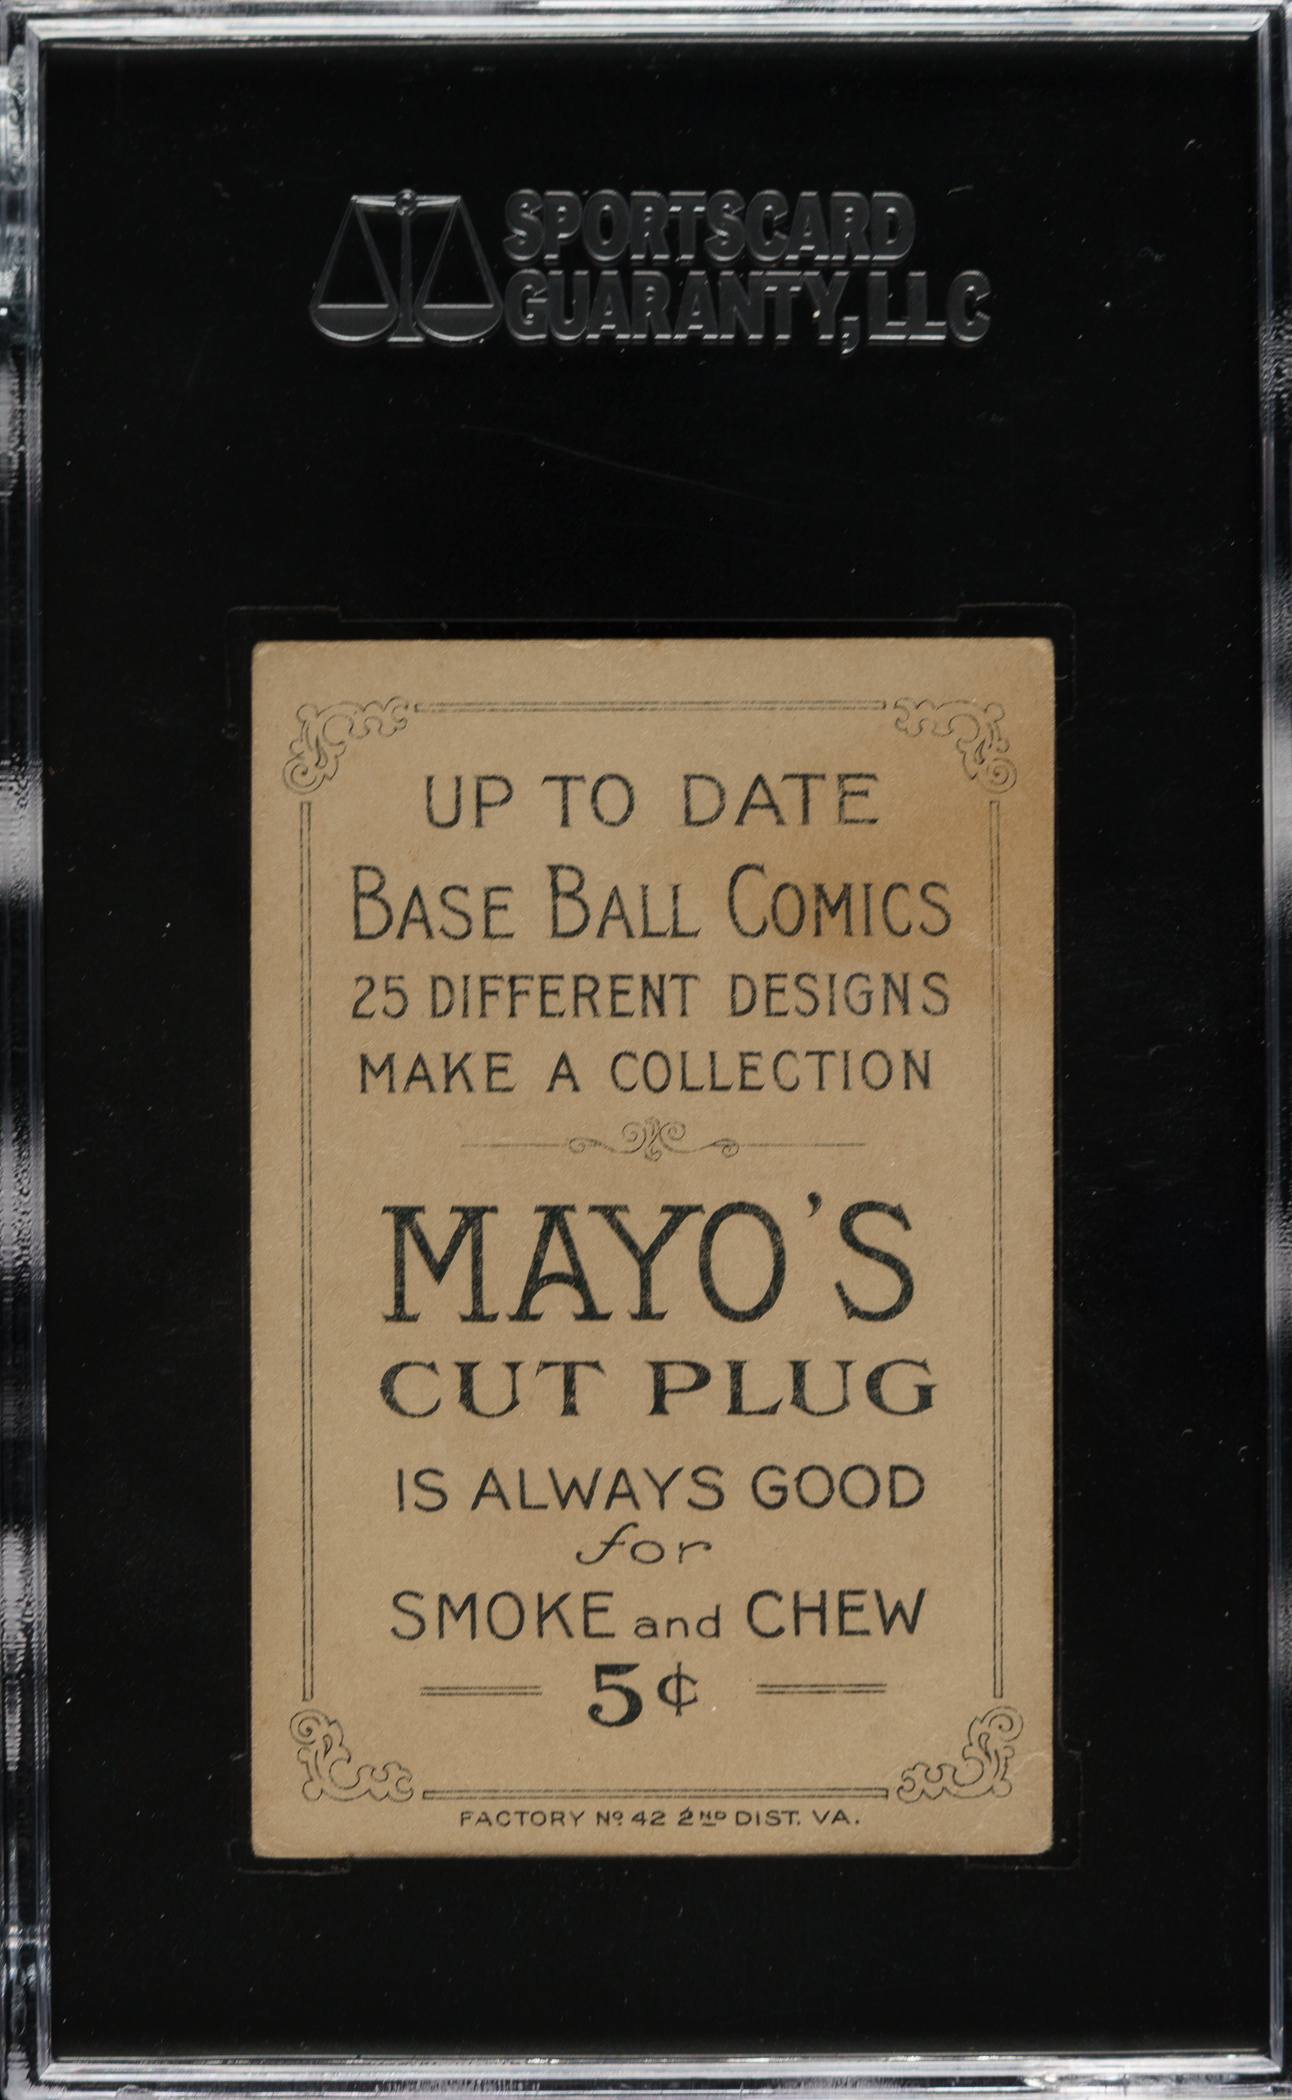 SPORTSCARD
GUARANTY, LLC
UP TO DATE
BASE BALL COMICS
25 DIFFERENT DESIGNS
MAKE A COLLECTION
MAYO'S
CUT PLUG
IS ALWAYS GOOD
for
SMOKE and CHEW
5¢
FACTORY Nº 42 2ND DIST. VA.